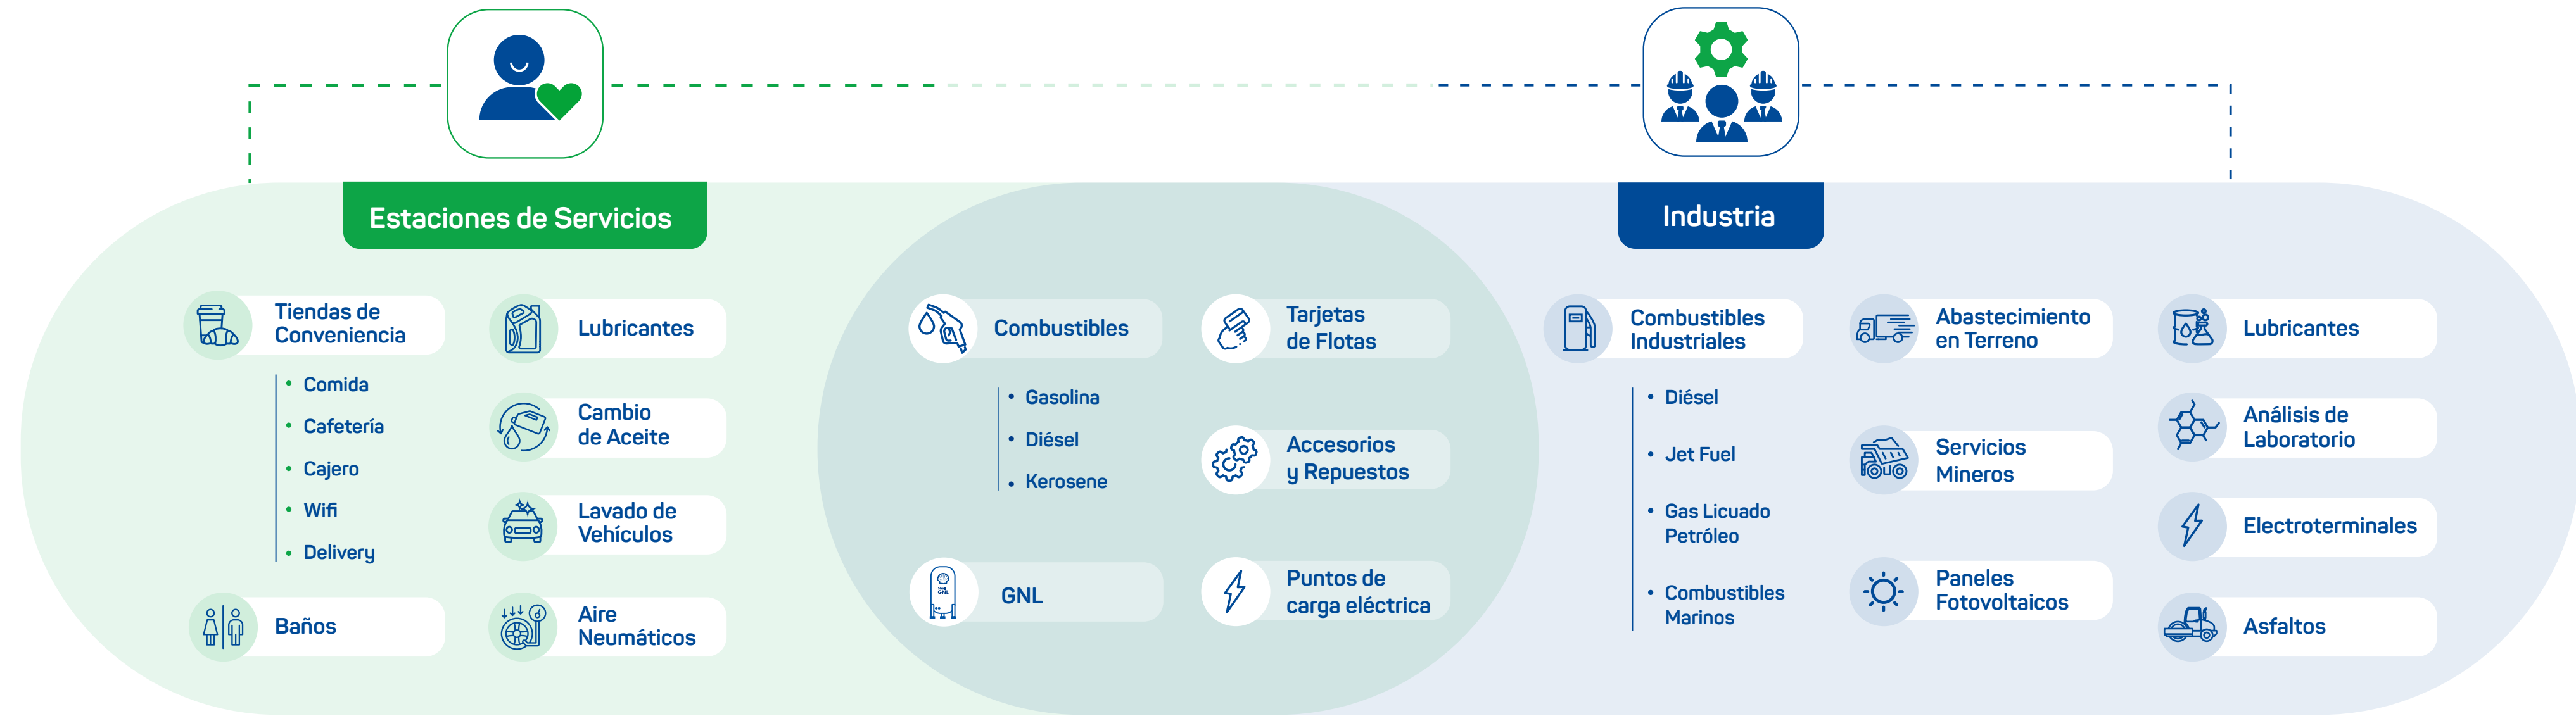 Estaciones de Servicios
Tiendas de
Conveniencia
• Comida
• Cafetería
• Cajero
• Wifi
• Delivery
Baños
Lubricantes
Cambio
de Aceite
Lavado de
Vehículos
Aire
Neumáticos
Combustibles
• Gasolina
• Diésel
• Kerosene
GNL
GNL
Tarjetas
de Flotas
Accesorios
y Repuestos
Puntos de
carga eléctrica
Industria
Combustibles
Industriales
• Diésel
• Jet Fuel
• Gas Licuado
Petróleo
• Combustibles
Marinos
Abastecimiento
en Terreno
Servicios
Mineros
Paneles
Fotovoltaicos
Lubricantes
Análisis de
Laboratorio
Electroterminales
Asfaltos